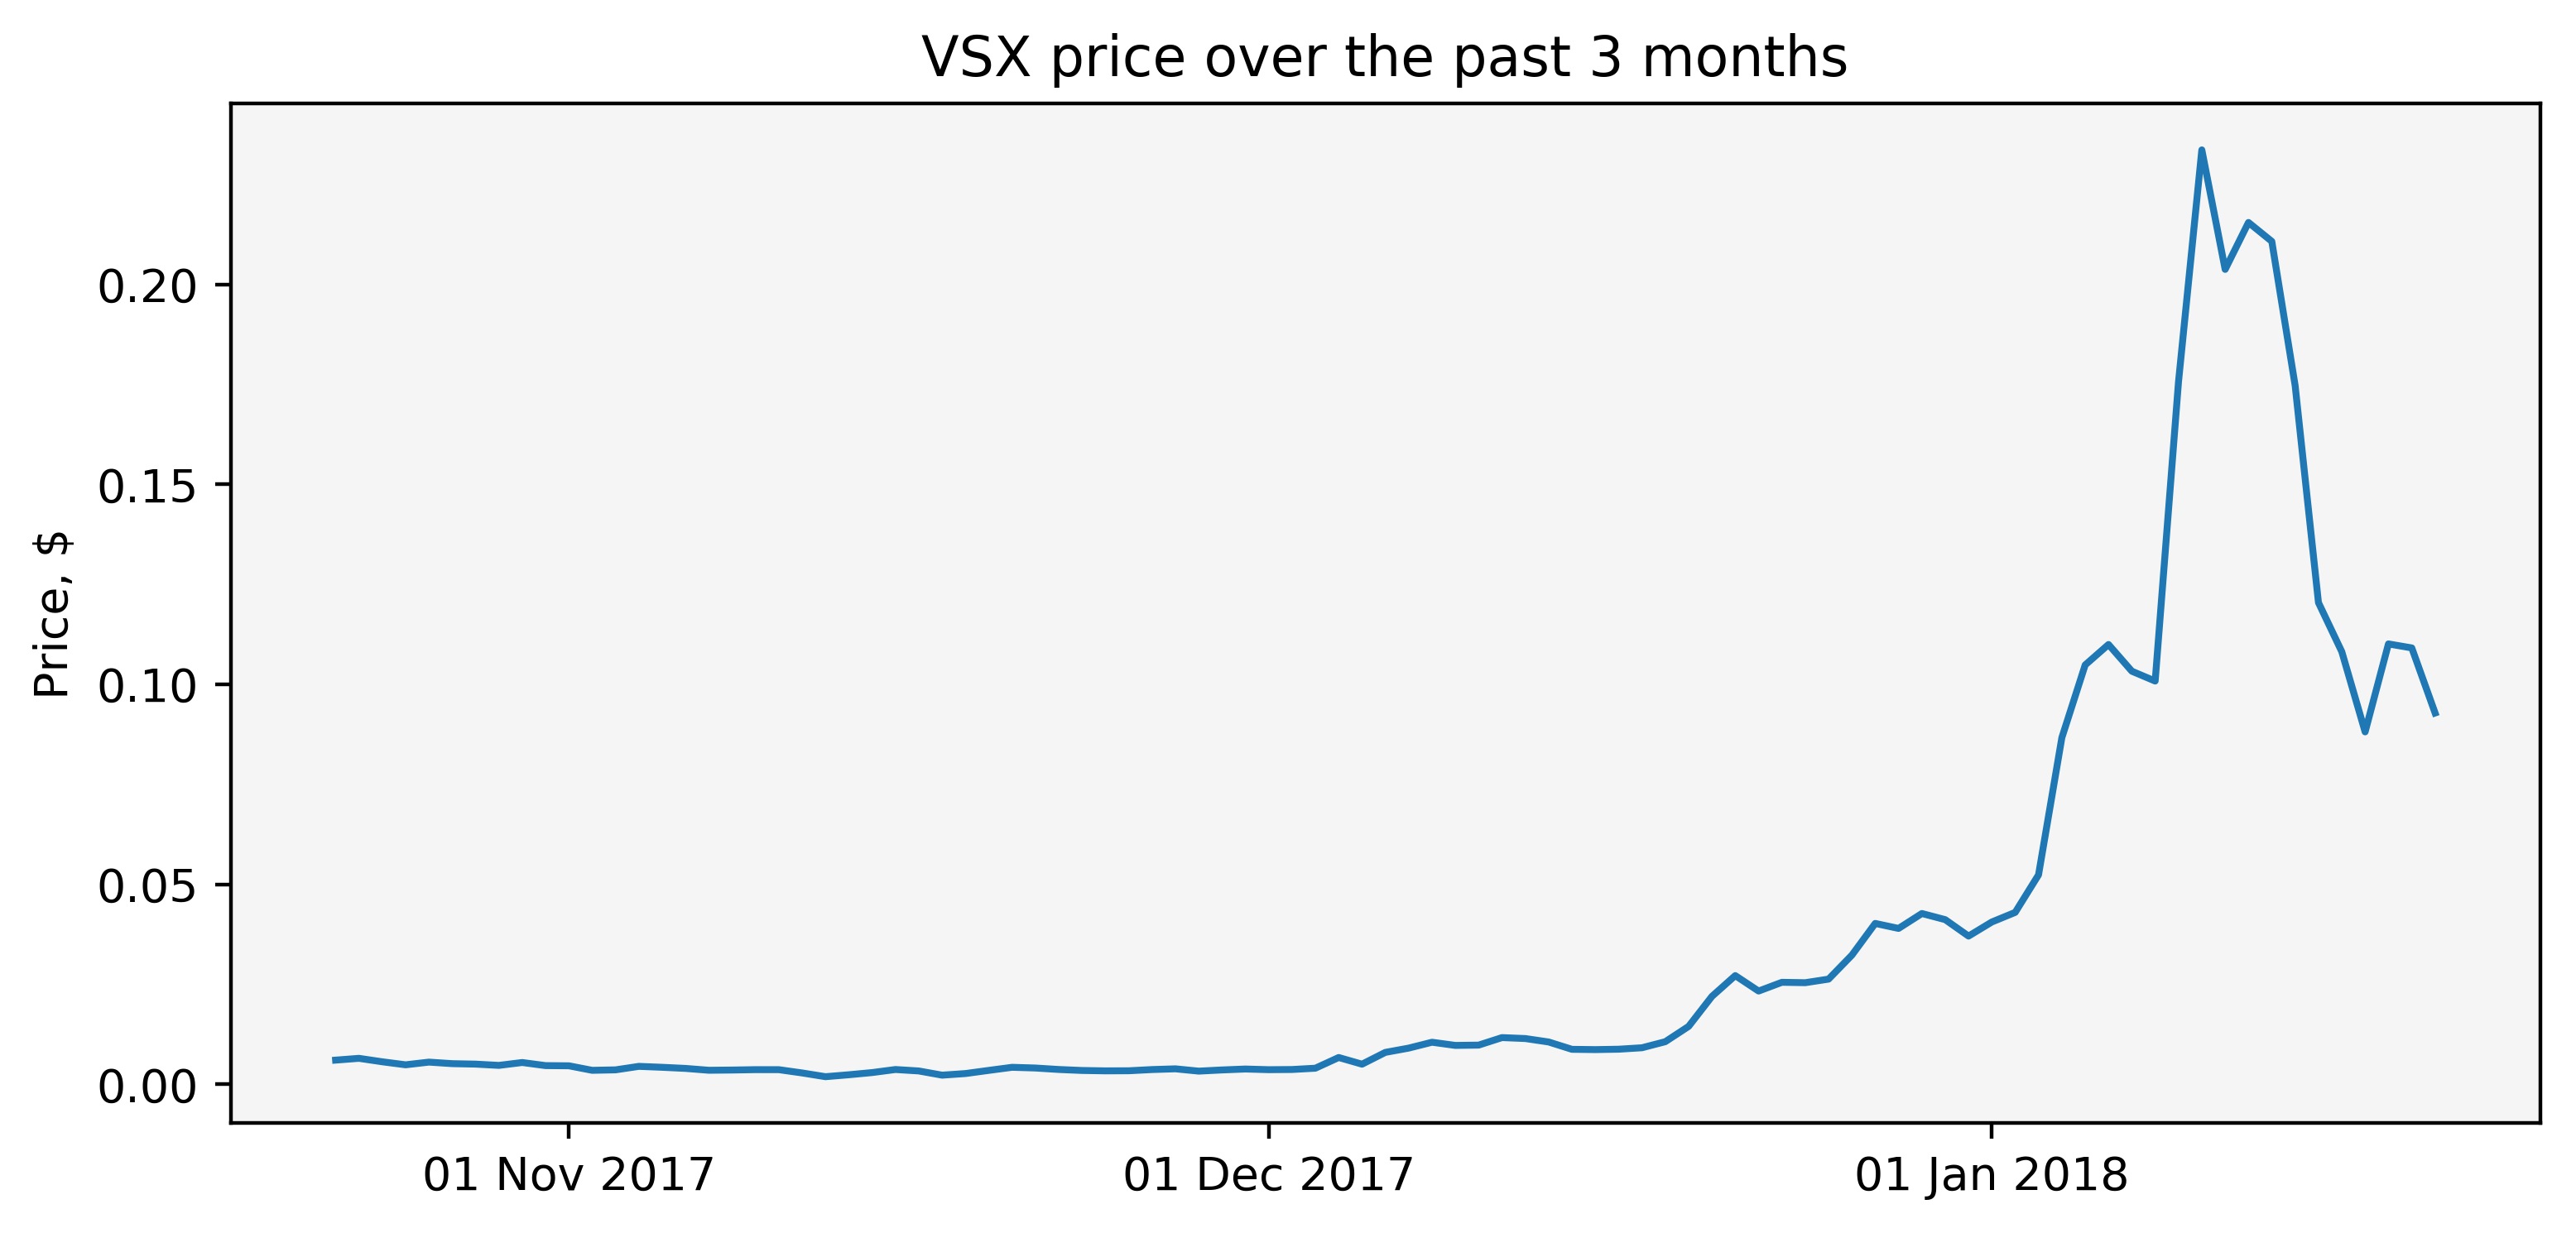 VSX price over the past 3 months
Price, $
0.20
0.15
0.10
0.05
0.00
01 Nov 2017
01 Dec 2017
01 Jan 2018